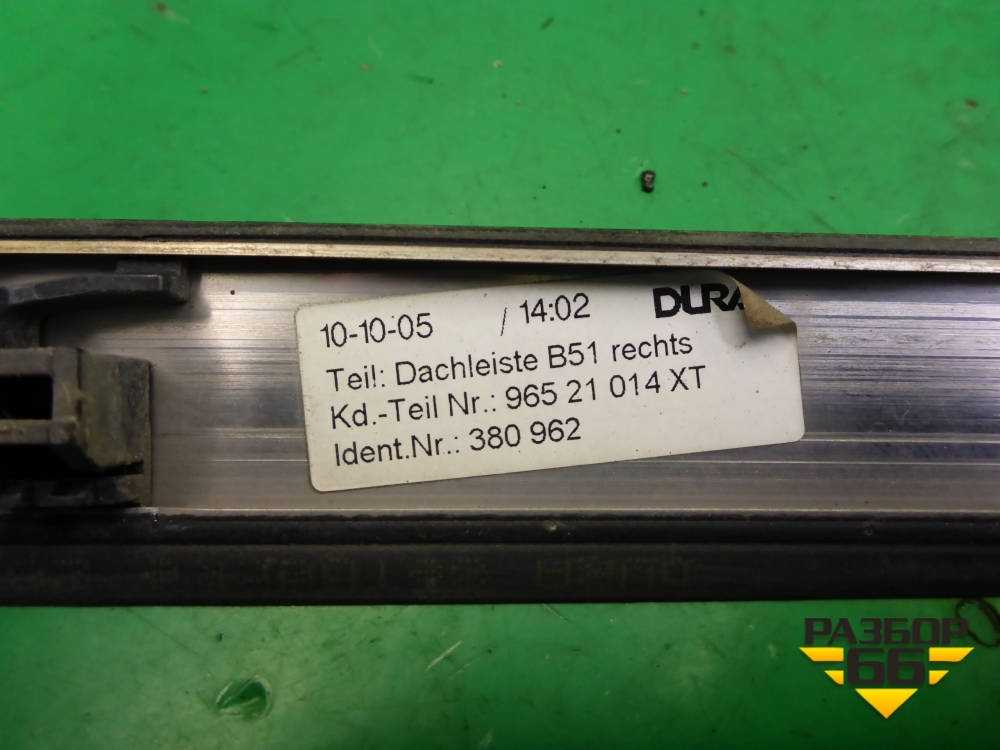 10-10-05 / 14:02 DURA
Teil: Dachleiste B51 rechts
Kd.-Teil Nr.: 965 21 014 XT
Ident.Nr.: 380 962
РАЗБОР
66